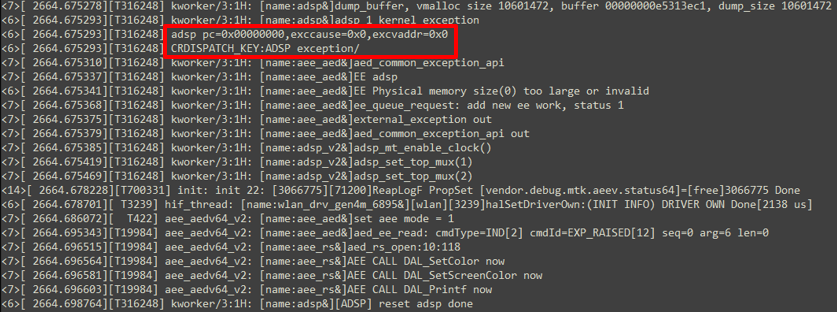 <7>[ 2664.675278][T316248] kworker/3:1H: [name:adsp&]dump_buffer, vmalloc size 10601472, buffer 00000000e5313ec1, dump_size 10601472
<6>[ 2664.675293][T316248] kworker/3:1H: [name:adsp&]adsp 1 kernel exception
<6>[ 2664.675293][T316248] adsp pc=0x00000000,exccause=0x0,excvaddr=0x0
<6>[ 2664.675293][T316248] CRDISPATCH_KEY:ADSP exception/
<7>[ 2664.675310][T316248] kworker/3:1H: [name:aee_aed&]aed_common_exception_api
<7>[ 2664.675337][T316248] kworker/3:1H: [name:aee_aed&]EE adsp
<6>[ 2664.675341][T316248] kworker/3:1H: [name:aee_aed&]EE Physical memory size(0) too large or invalid
<7>[ 2664.675368][T316248] kworker/3:1H: [name:aee_aed&]ee_queue_request: add new ee work, status 1
<7>[ 2664.675375][T316248] kworker/3:1H: [name:aee_aed&]external_exception out
<7>[ 2664.675379][T316248] kworker/3:1H: [name:aee_aed&]aed_common_exception_api out
<7>[ 2664.675385][T316248] kworker/3:1H: [name:adsp_v2&]adsp_mt_enable_clock()
<7>[ 2664.675419][T316248] kworker/3:1H: [name:adsp_v2&]adsp_set_top_mux(1)
<7>[ 2664.675469][T316248] kworker/3:1H: [name:adsp_v2&]adsp_set_top_mux(2)
<14>[ 2664.678228][T700331] init: init 22: [3066775][71200]ReapLogF PropSet [vendor.debug.mtk.aeev.status64]=[free]3066775 Done
<6>[ 2664.678701][ T3239] hif_thread: [name:wlan_drv_gen4m_6895&][wlan][3239]halSetDriverOwn:(INIT INFO) DRIVER OWN Done[2138 us]
<7>[ 2664.686072][ T422] aee_aedv64_v2: [name:aee_aed&]set aee mode = 1
<7>[ 2664.695343][T19984] aee_aedv64_v2: [name:aee_aed&]aed_ee_read: cmdType=IND[2] cmdId=EXP_RAISED[12] seq=0 arg=6 len=0
<7>[ 2664.696515][T19984] aee_aedv64_v2: [name:aee_rs&]aed_rs_open:10:118
<7>[ 2664.696564][T19984] aee_aedv64_v2: [name:aee_rs&]AEE CALL DAL_SetColor now
<7>[ 2664.696581][T19984] aee_aedv64_v2: [name:aee_rs&]AEE CALL DAL_SetScreenColor now
<7>[ 2664.696603][T19984] aee_aedv64_v2: [name:aee_rs&]AEE CALL DAL_Printf now
<6>[ 2664.698764][T316248] kworker/3:1H: [name:adsp&][ADSP] reset adsp done